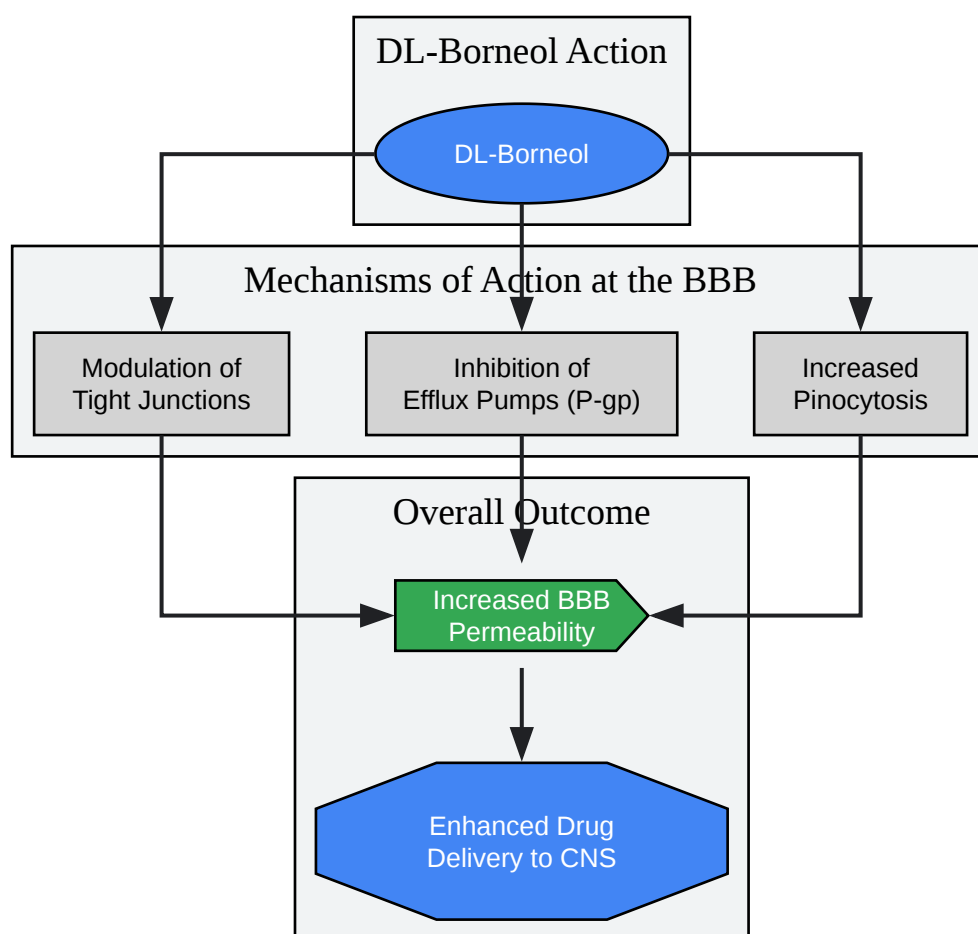 DL-Borneol Action
DL-Borneol
Mechanisms of Action at the BBB
Modulation of
Tight Junctions
Inhibition of
Efflux Pumps (P-gp)
Increased
Pinocytosis
Overall Outcome
Increased BBB
Permeability
Enhanced Drug
Delivery to CNS